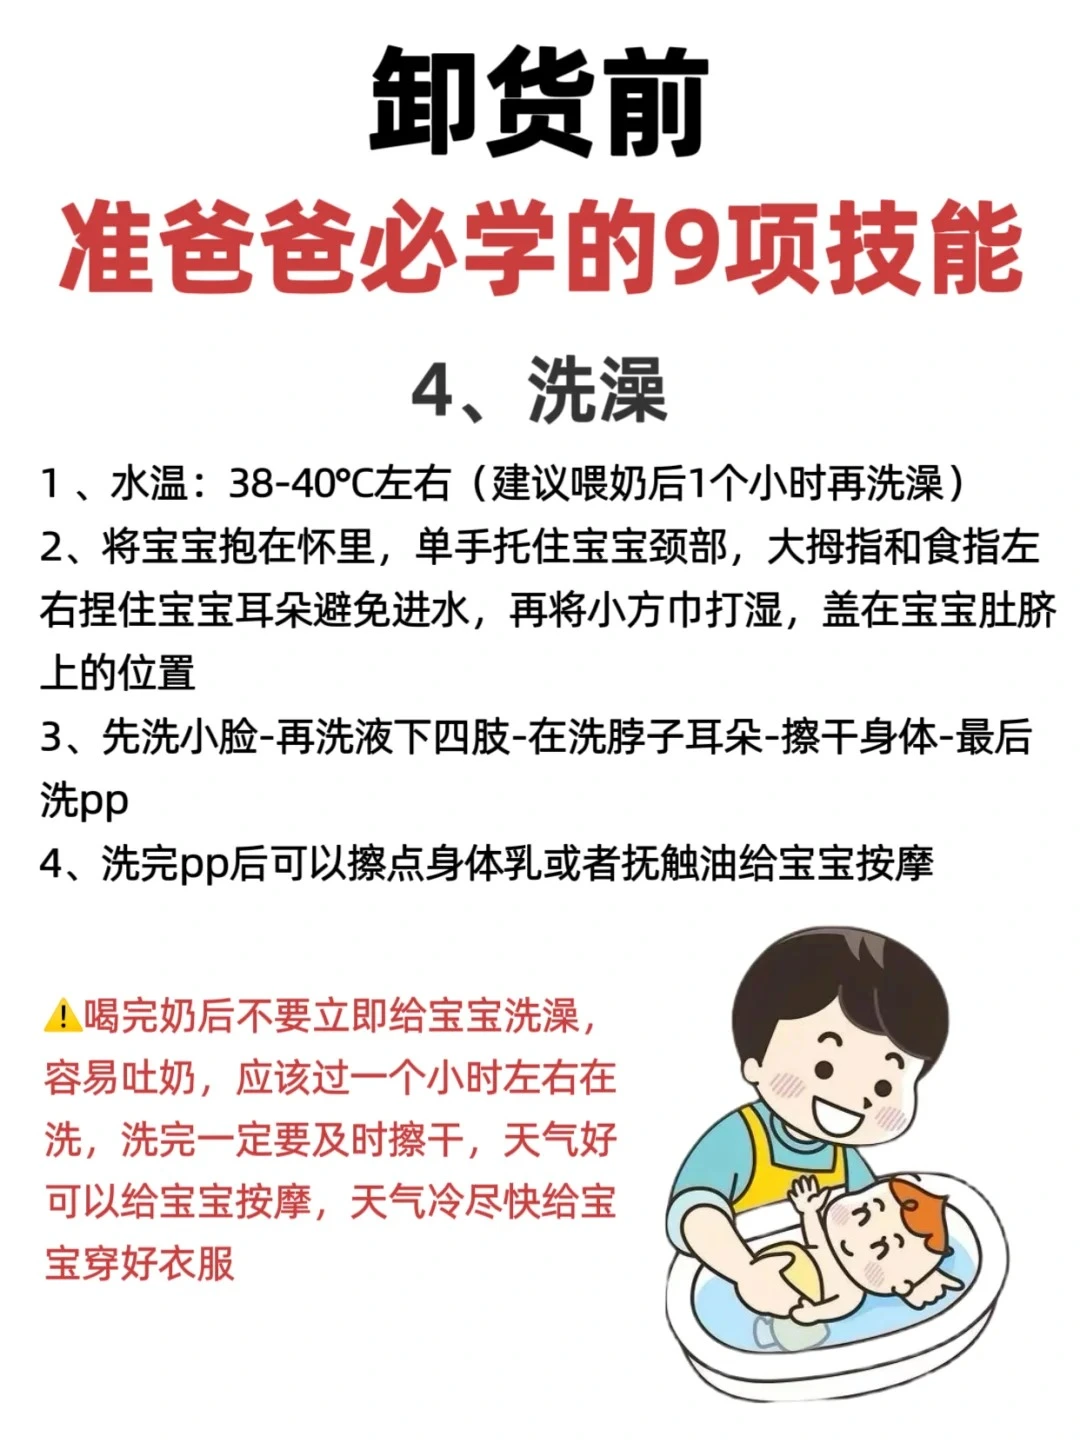 卸货前
准爸爸必学的9项技能
4、洗澡
1 、水温：38-40℃左右（建议喂奶后1个小时再洗澡）
2、将宝宝抱在怀里，单手托住宝宝颈部，大拇指和食指左
右捏住宝宝耳朵避免进水，再将小方巾打湿，盖在宝宝肚脐
上的位置
3、先洗小脸-再洗液下四肢-在洗脖子耳朵-擦干身体-最后
洗pp
4、洗完pp后可以擦点身体乳或者抚触油给宝宝按摩
⚠️喝完奶后不要立即给宝宝洗澡，
容易吐奶，应该过一个小时左右在
洗，洗完一定要及时擦干，天气好
可以给宝宝按摩，天气冷尽快给宝
宝穿好衣服